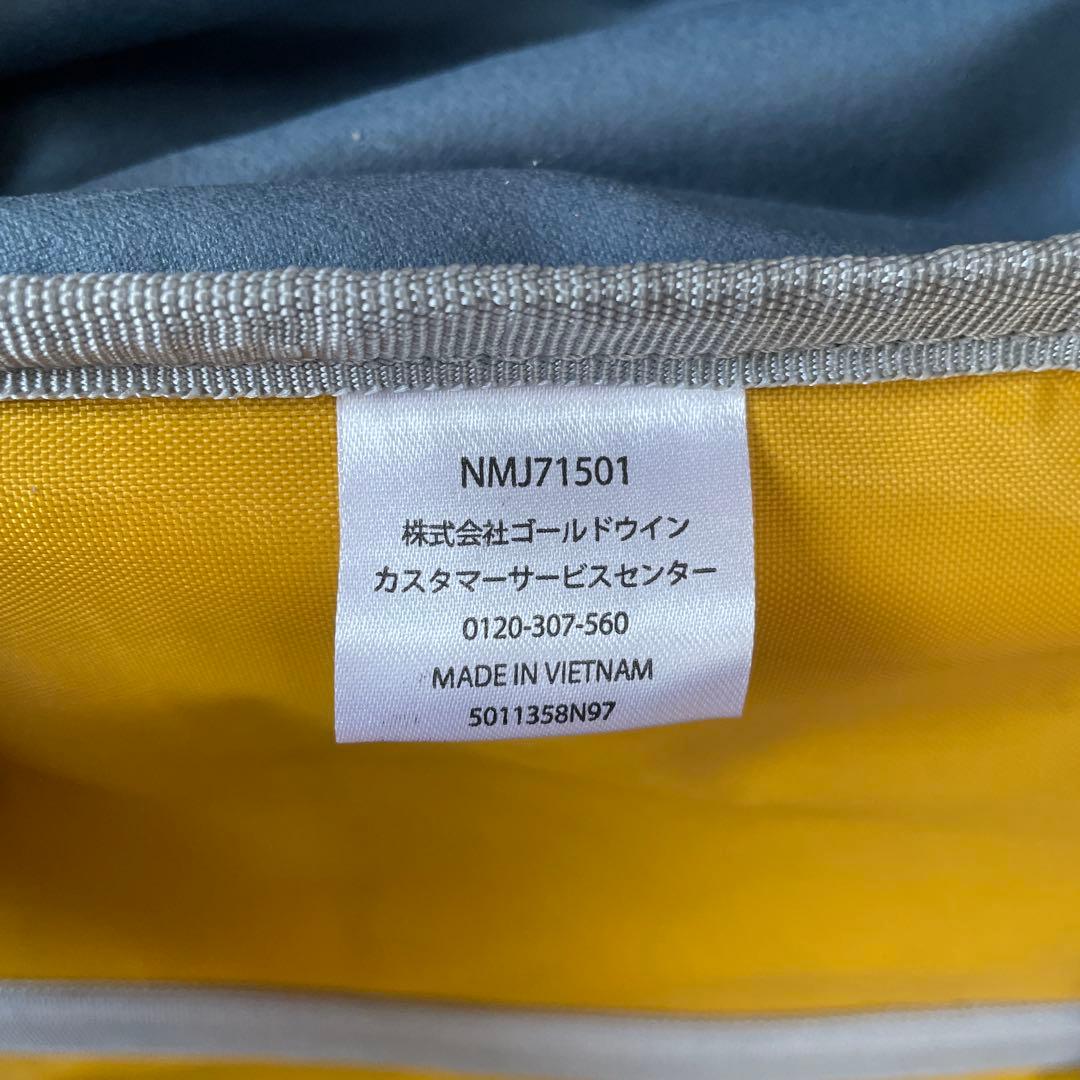 NMJ71501
株式会社ゴールドウイン
カスタマーサービスセンター
0120-307-560
MADE IN VIETNAM
5011358N97